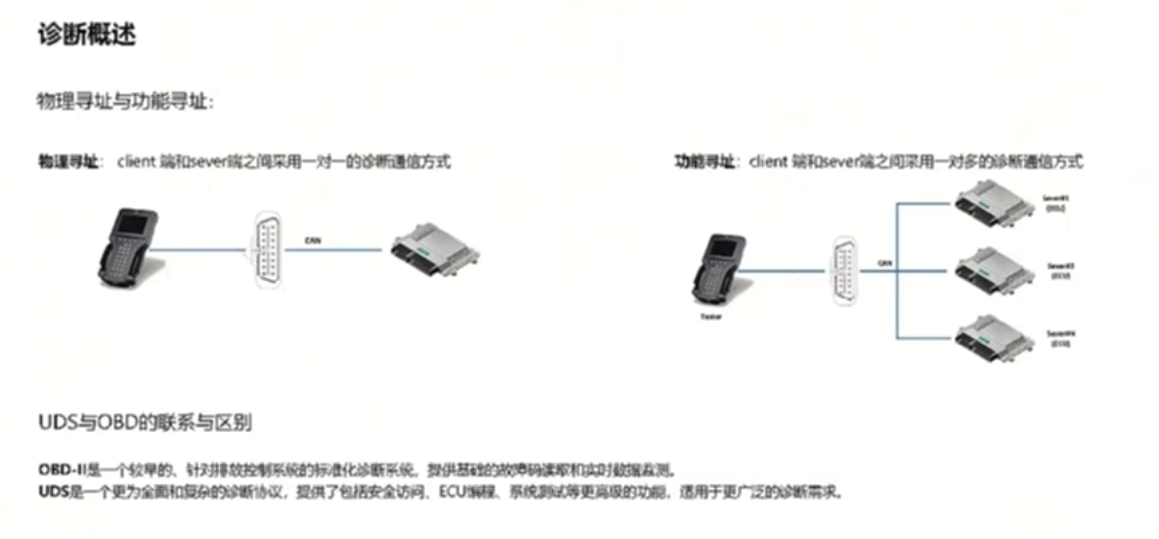 诊断概述
物理寻址与功能寻址：
物理寻址： client 端和sever端之间采用一对一的诊断通信方式
功能寻址：client 端和sever端之间采用一对多的诊断通信方式
CAN
CAN
Tester
Sever#1
(ECU)
Sever#2
(ECU)
(ECU)
UDS与OBD的联系与区别
OBD-II是一个较早的、针对排放控制系统的标准化诊断系统，提供基础的故障码读取和实时数据监测。
UDS是一个更为全面和复杂的诊断协议，提供了包括安全访问、ECU编程、系统测试等更高级的功能，适用于更广泛的诊断需求。